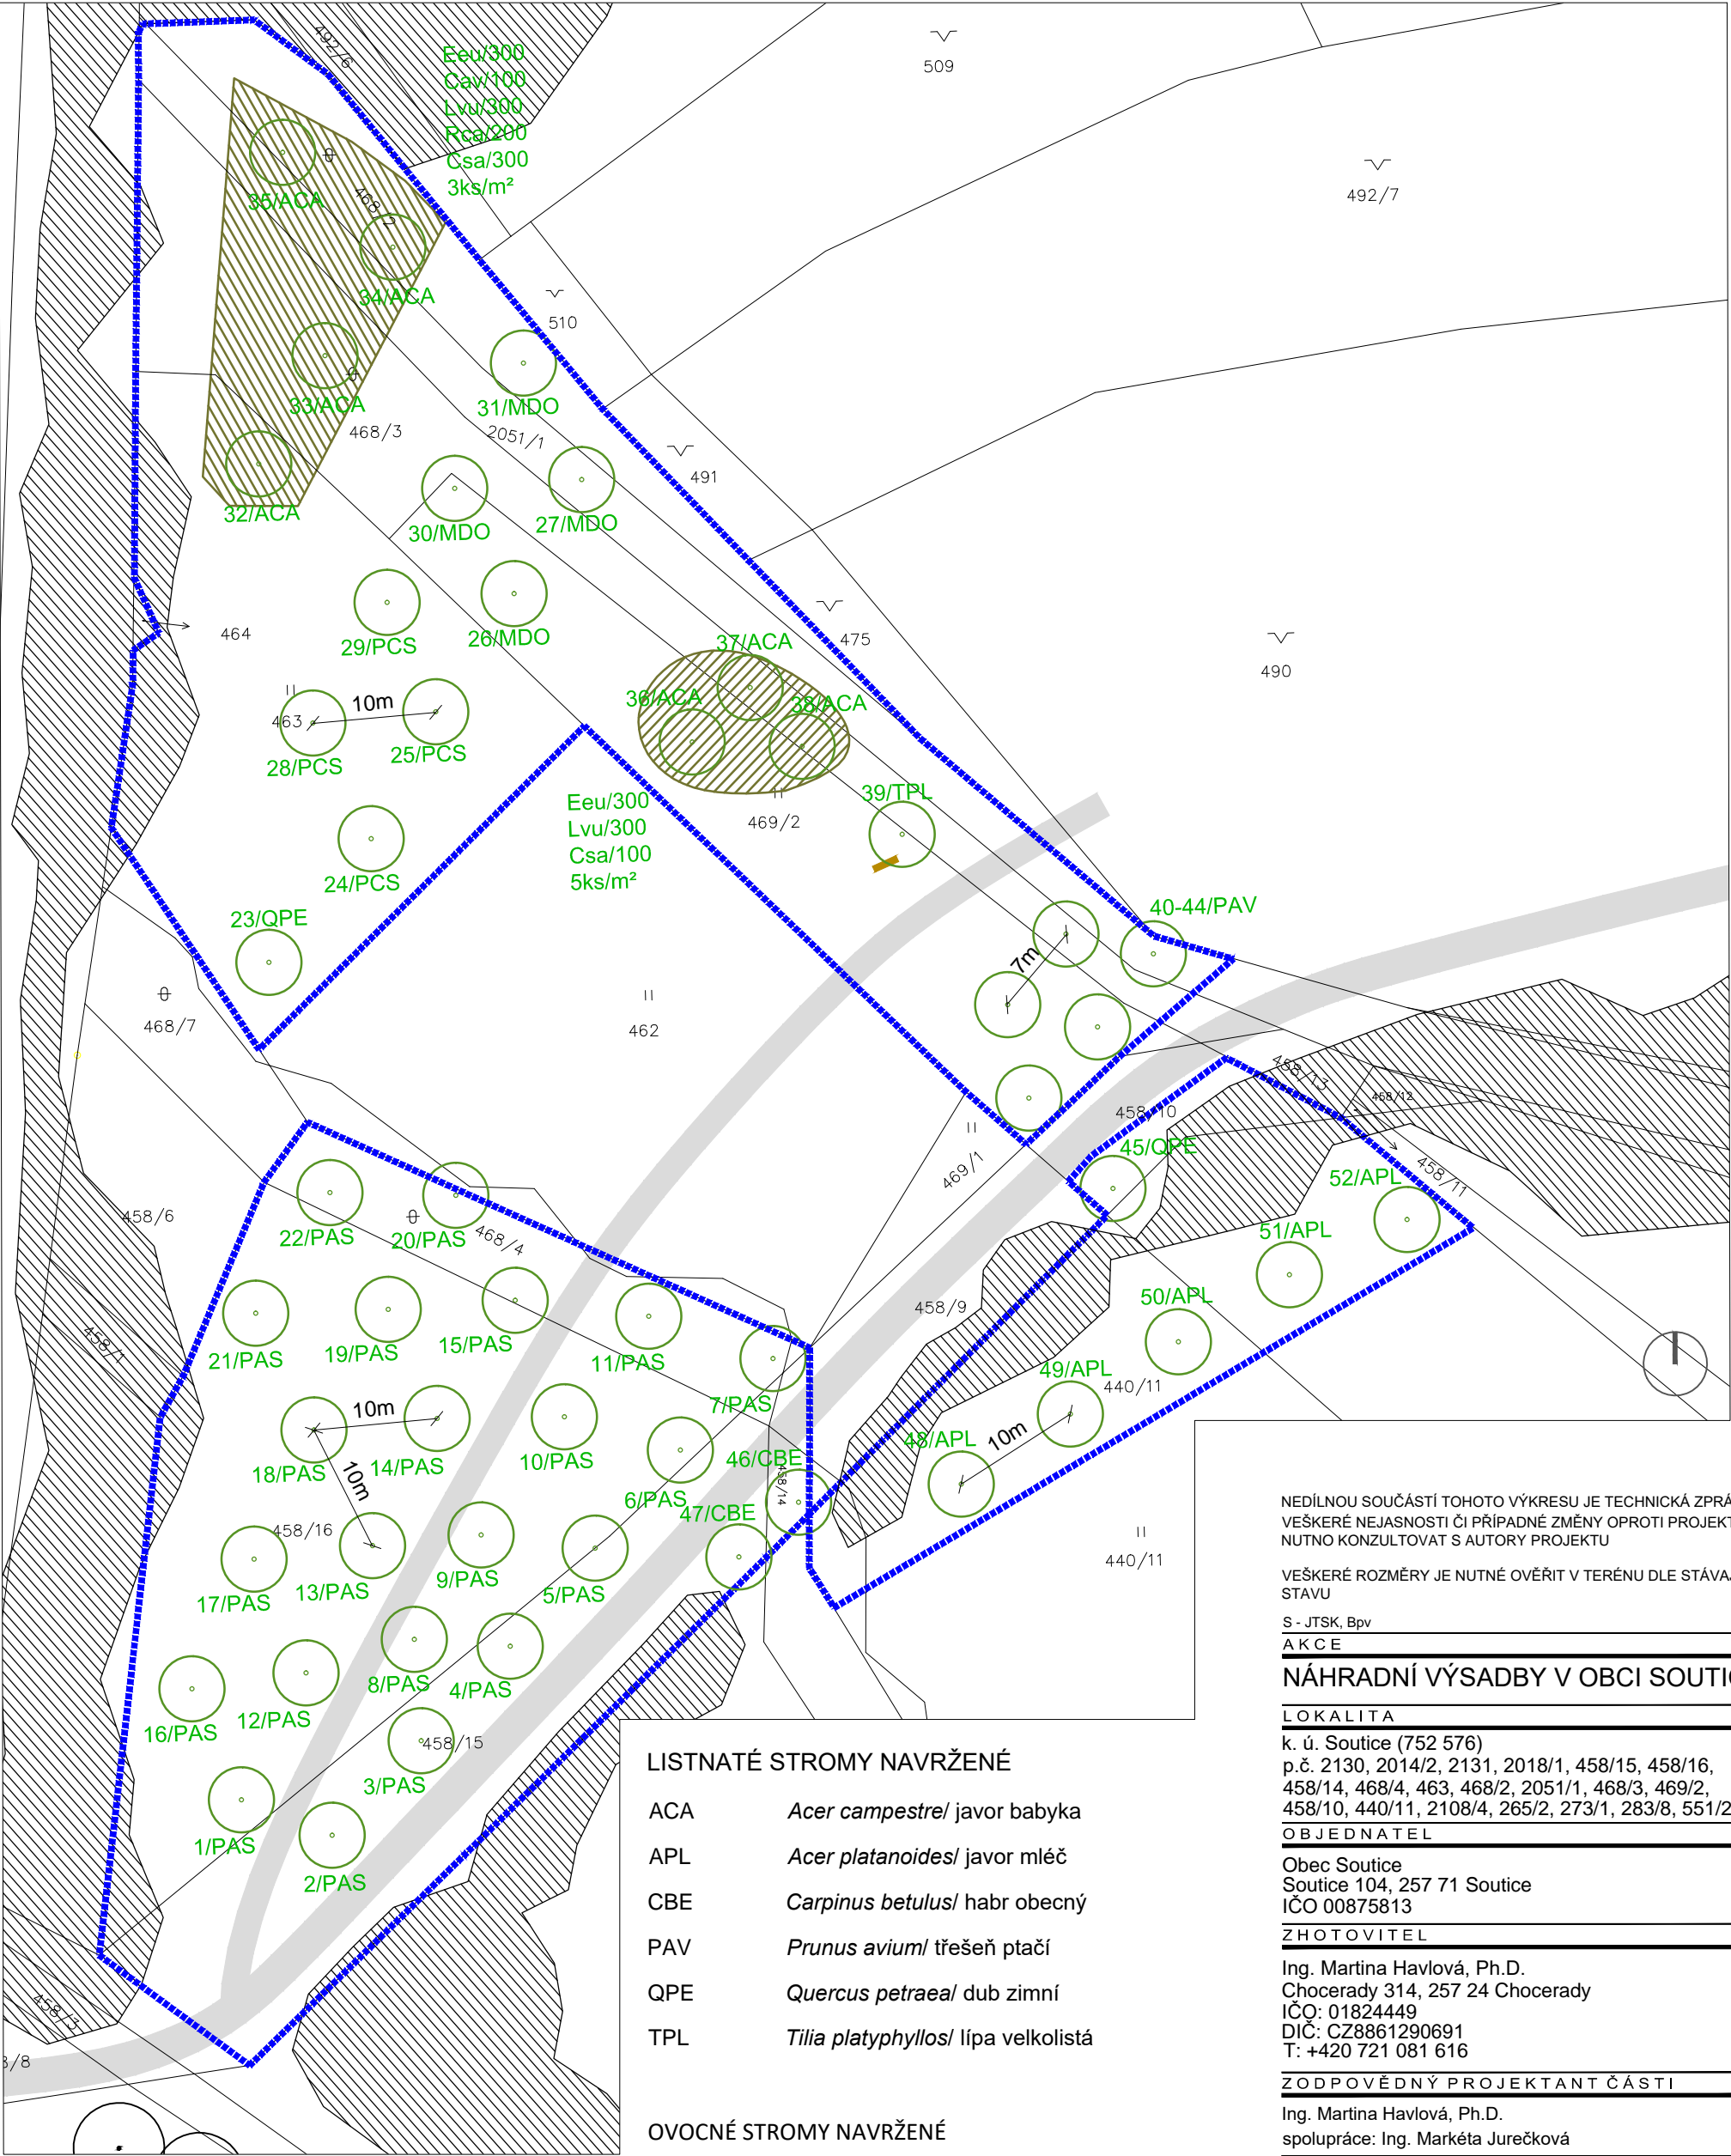 492/6
Eeu/300
Cav/100
Lvu/300
Rca/200
Csa/300
3ks/m²
509
492/7
35/ACA
468/2
34/ACA
510
33/ACA
468/3
31/MDO
2051/1
491
32/ACA
30/MDO
27/MDO
464
29/PCS
26/MDO
475
490
37/ACA
36/ACA
38/ACA
463
10m
28/PCS
25/PCS
39/TPL
Eeu/300
Lvu/300
Csa/100
5ks/m²
469/2
24/PCS
23/QPE
40-44/PAV
7m
468/7
462
458/13
458/12
458/10
45/QPE
469/1
458/11
52/APL
458/6
22/PAS
20/PAS
468/4
51/APL
458/9
50/APL
458/1
21/PAS
19/PAS
15/PAS
11/PAS
49/APL
440/11
7/PAS
10m
18/PAS
14/PAS
10/PAS
10m
6/PAS
46/CBE
458/14
48/APL
10m
47/CBE
458/16
17/PAS
13/PAS
9/PAS
5/PAS
440/11
16/PAS
12/PAS
8/PAS
4/PAS
458/15
3/PAS
1/PAS
2/PAS
458/3
3/8
LISTNATÉ STROMY NAVRŽENÉ
ACA Acer campestre/ javor babyka
APL Acer platanoides/ javor mléč
CBE Carpinus betulus/ habr obecný
PAV Prunus avium/ třešeň ptačí
QPE Quercus petraea/ dub zimní
TPL Tilia platyphyllos/ lípa velkolistá
OVOCNÉ STROMY NAVRŽENÉ
NEDÍLNOU SOUČÁSTÍ TOHOTO VÝKRESU JE TECHNICKÁ ZPRÁ
VEŠKERÉ NEJASNOSTI ČI PŘÍPADNÉ ZMĚNY OPROTI PROJEKT
NUTNO KONZULTOVAT S AUTORY PROJEKTU
VEŠKERÉ ROZMĚRY JE NUTNÉ OVĚŘIT V TERÉNU DLE STÁVA
STAVU
S - JTSK, Bpv
AKCE
NÁHRADNÍ VÝSADBY V OBCI SOUTIC
LOKALITA
k. ú. Soutice (752 576)
p.č. 2130, 2014/2, 2131, 2018/1, 458/15, 458/16,
458/14, 468/4, 463, 468/2, 2051/1, 468/3, 469/2,
458/10, 440/11, 2108/4, 265/2, 273/1, 283/8, 551/2
OBJEDNATEL
Obec Soutice
Soutice 104, 257 71 Soutice
IČO 00875813
ZHOTOVITEL
Ing. Martina Havlová, Ph.D.
Chocerady 314, 257 24 Chocerady
IČO: 01824449
DIČ: CZ8861290691
T: +420 721 081 616
ZODPOVĚDNÝ PROJEKTANT ČÁSTI
Ing. Martina Havlová, Ph.D.
spolupráce: Ing. Markéta Jurečková